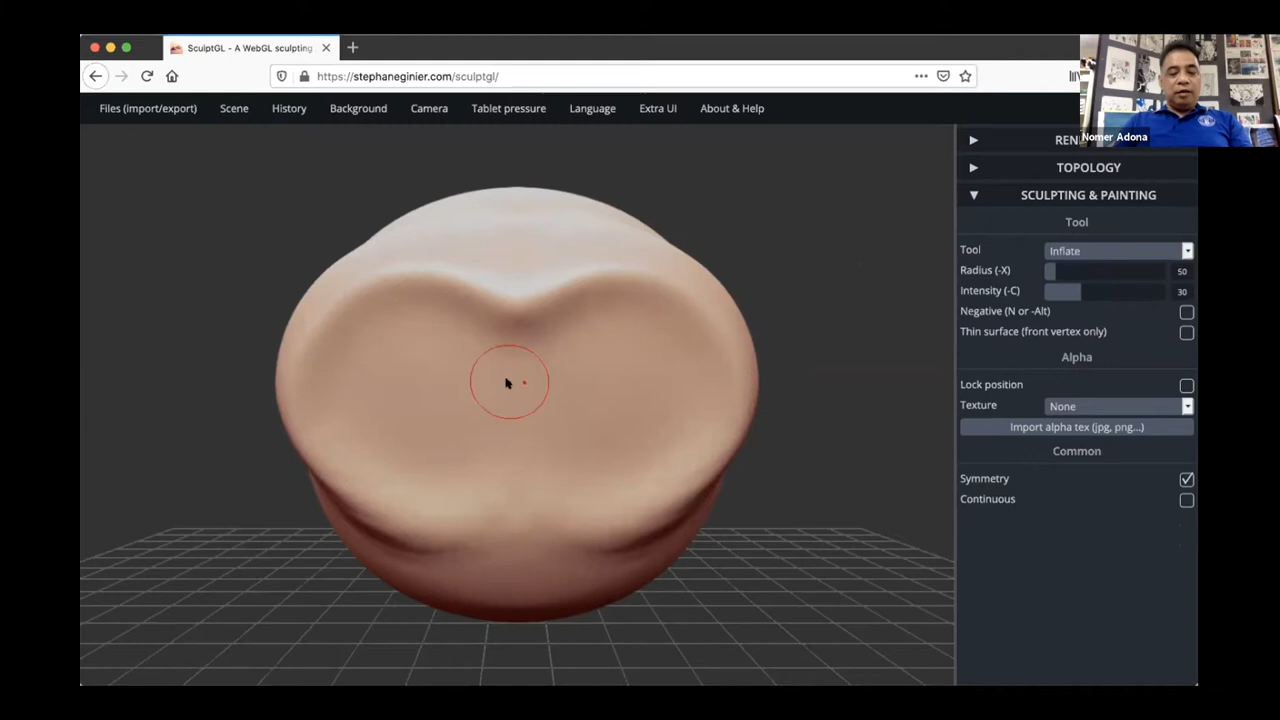 SculptGL - A WebGL sculpting
https://stephaneginier.com/sculptgl/
Files (import/export) Scene History Background Camera Tablet pressure Language Extra UI About & Help
Nomer Adona
TOPOLOGY
SCULPTING & PAINTING
Tool
Tool Inflate
Radius (-X) 50
Intensity (-C) 30
Negative (N or -Alt)
Thin surface (front vertex only)
Alpha
Lock position
Texture None
Import alpha tex (jpg, png...)
Common
Symmetry
Continuous